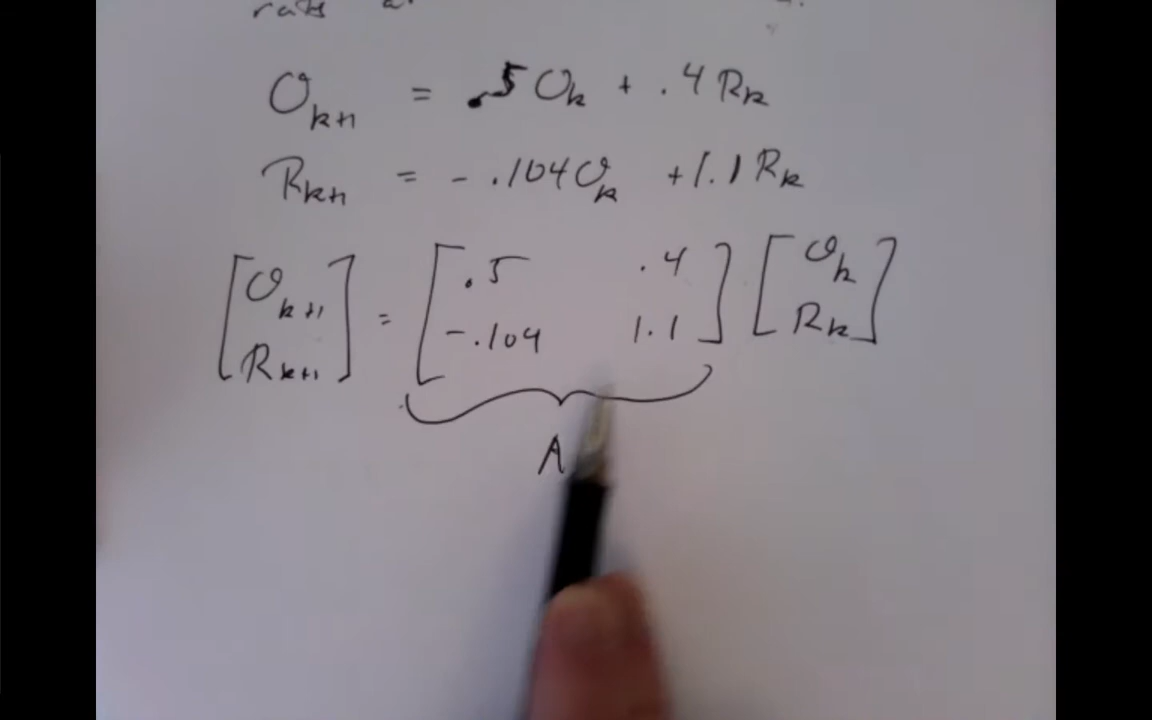 rats
O_{k+1} = .5 O_k + .4 R_k
R_{k+1} = - .104 O_k + 1.1 R_k
[O_{k+1} R_{k+1}] = [.5 .4 -.104 1.1] [O_k R_k]
A